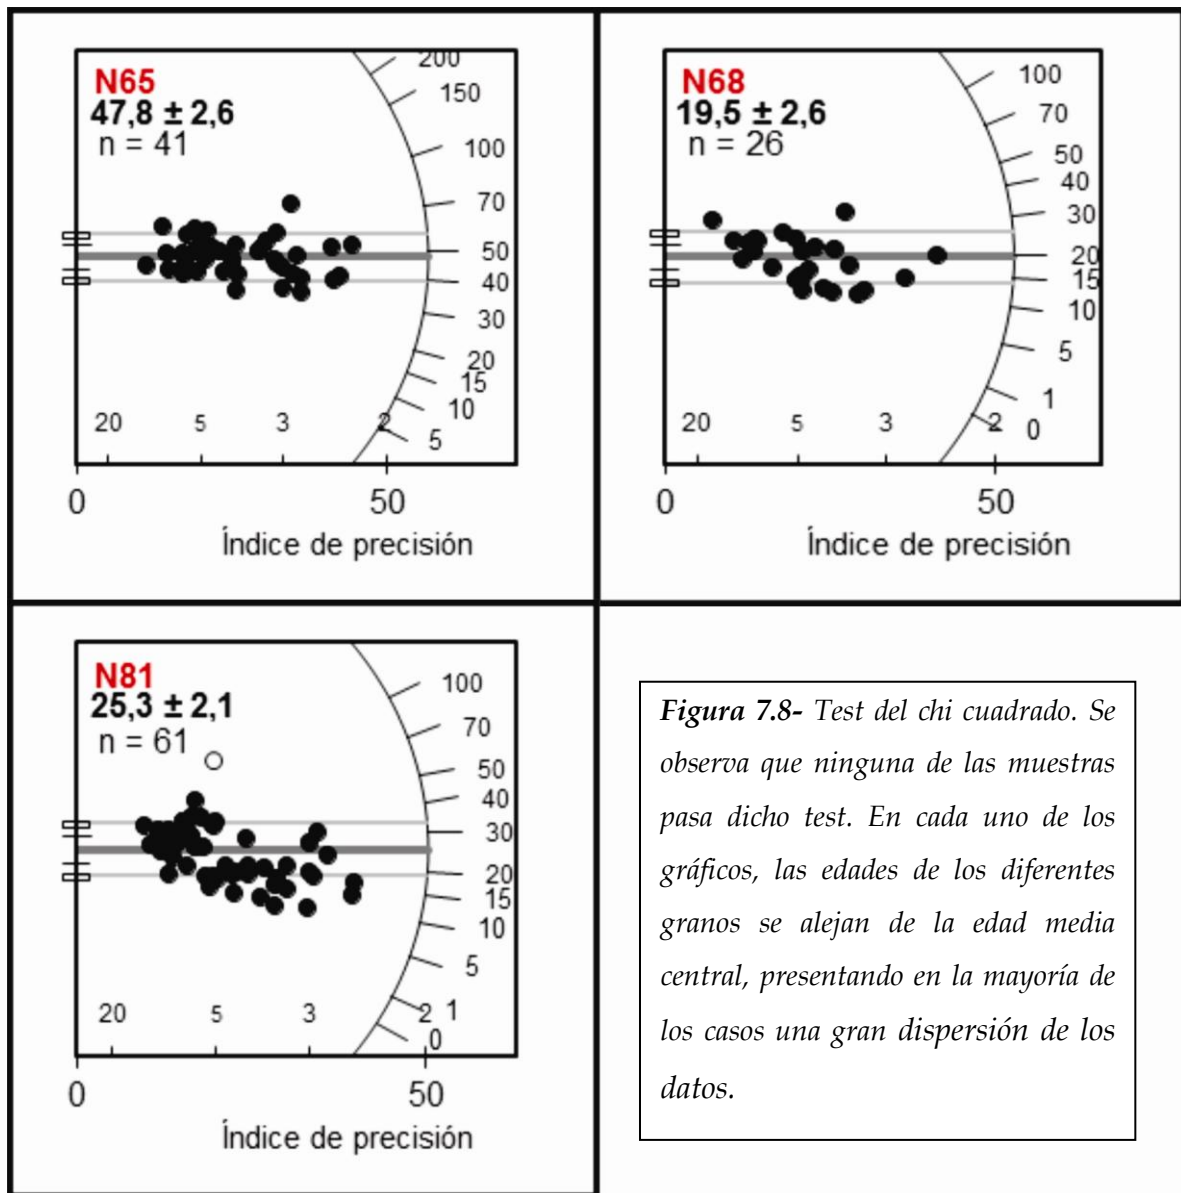 N65
47,8 ± 2,6
n = 41
200
150
100
70
50
40
30
20
15
10
5
20 5 3 2
0 50
Índice de precisión
N68
19,5 ± 2,6
n = 26
100
70
50
40
30
20
15
10
5
1
0
20 5 3 2
0 50
Índice de precisión
N81
25,3 ± 2,1
n = 61
100
70
50
40
30
20
15
10
5
1
0
20 5 3 2
0 50
Índice de precisión
Figura 7.8- Test del chi cuadrado. Se
observa que ninguna de las muestras
pasa dicho test. En cada uno de los
gráficos, las edades de los diferentes
granos se alejan de la edad media
central, presentando en la mayoría de
los casos una gran dispersión de los
datos.